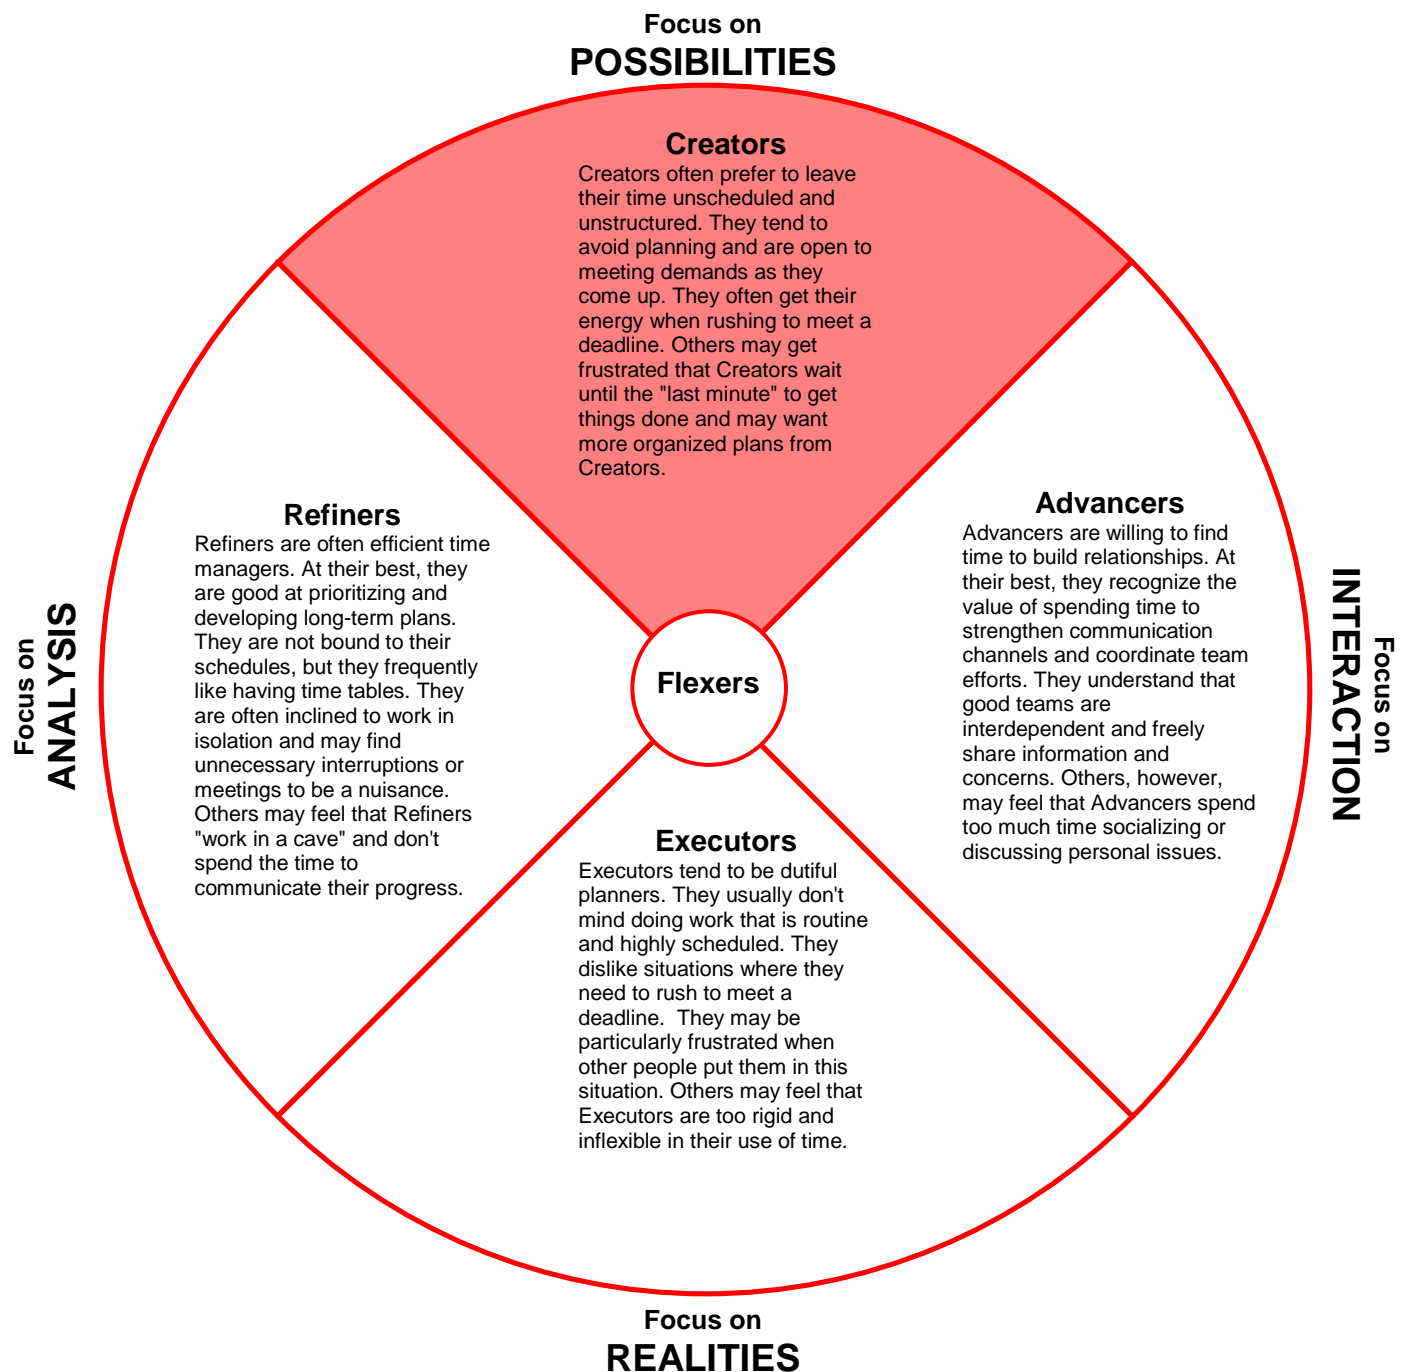 Focus on
POSSIBILITIES
Creators
Creators often prefer to leave
their time unscheduled and
unstructured. They tend to
avoid planning and are open to
meeting demands as they
come up. They often get their
energy when rushing to meet a
deadline. Others may get
frustrated that Creators wait
until the "last minute" to get
things done and may want
more organized plans from
Creators.
Focus on
ANALYSIS
Refiners
Refiners are often efficient time
managers. At their best, they
are good at prioritizing and
developing long-term plans.
They are not bound to their
schedules, but they frequently
like having time tables. They
are often inclined to work in
isolation and may find
unnecessary interruptions or
meetings to be a nuisance.
Others may feel that Refiners
"work in a cave" and don't
spend the time to
communicate their progress.
Flexers
Advancers
Advancers are willing to find
time to build relationships. At
their best, they recognize the
value of spending time to
strengthen communication
channels and coordinate team
efforts. They understand that
good teams are
interdependent and freely
share information and
concerns. Others, however,
may feel that Advancers spend
too much time socializing or
discussing personal issues.
Focus on
INTERACTION
Executors
Executors tend to be dutiful
planners. They usually don't
mind doing work that is routine
and highly scheduled. They
dislike situations where they
need to rush to meet a
deadline.  They may be
particularly frustrated when
other people put them in this
situation. Others may feel that
Executors are too rigid and
inflexible in their use of time.
Focus on
REALITIES